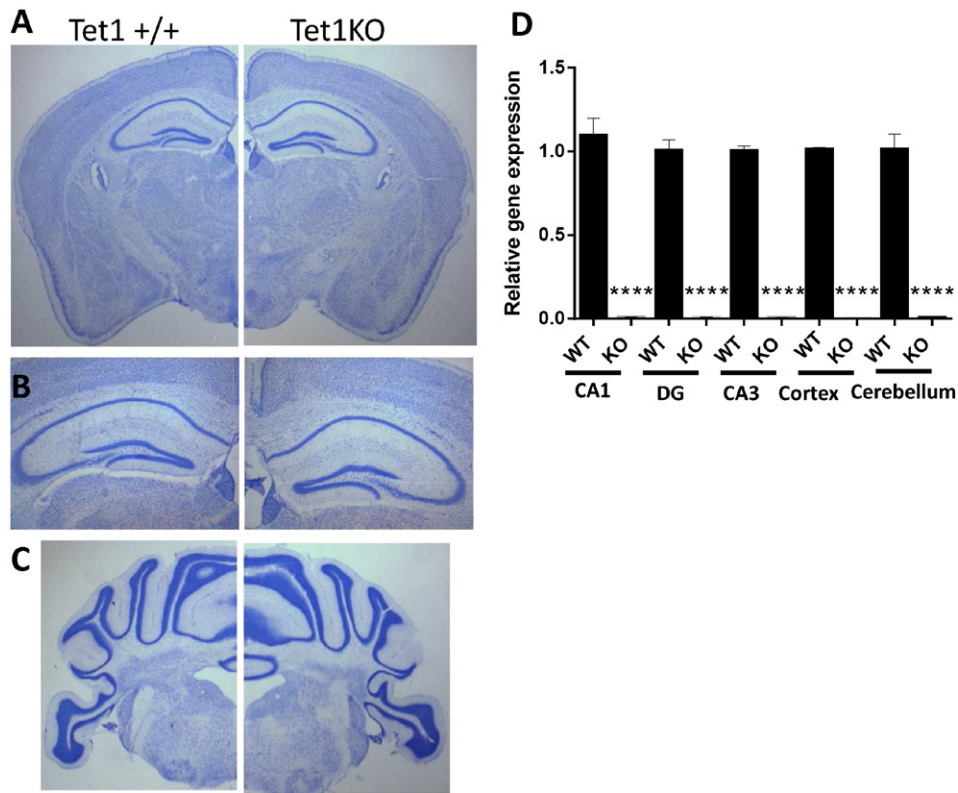 A
Tet1 +/+
Tet1KO
B
C
D
Relative gene expression
1.5
1.0
0.5
0.0
**** **** **** **** ****
WT KO WT KO WT KO WT KO WT KO
CA1 DG CA3 Cortex Cerebellum